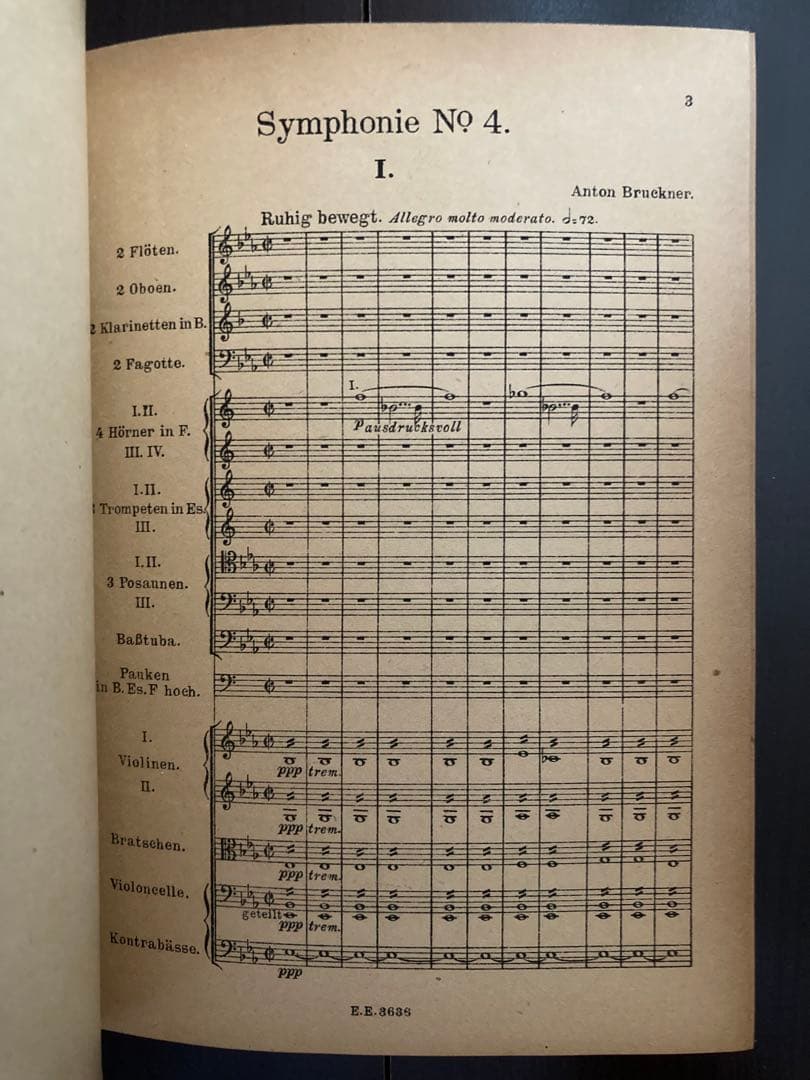 3
Symphonie No 4.
I.
Anton Bruckner.
Ruhig bewegt. Allegro molto moderato. 𝅗𝅥=72.
2 Flöten.
2 Oboen.
2 Klarinetten in B.
2 Fagotte.
I.
I.II.
4 Hörner in F.
p ausdrucksvoll
III. IV.
I.II.
Trompeten in Es.
III.
I.II.
3 Posaunen.
III.
Baßtuba.
Pauken
in B. Es. F hoch.
I.
Violinen.
ppp trem.
II.
ppp trem.
Bratschen.
ppp trem.
Violoncelle.
geteilt
ppp trem.
Kontrabässe.
ppp
E.E. 3636